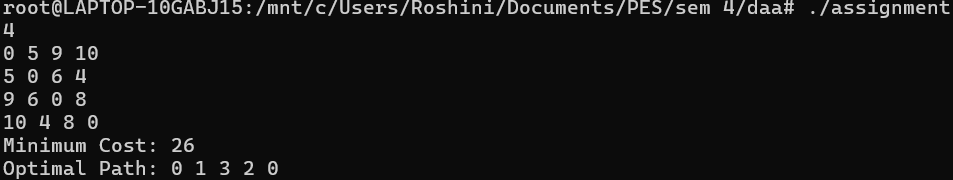 root@LAPTOP-10GABJ15:/mnt/c/Users/Roshini/Documents/PES/sem 4/daa# ./assignment
4
0 5 9 10
5 0 6 4
9 6 0 8
10 4 8 0
Minimum Cost: 26
Optimal Path: 0 1 3 2 0